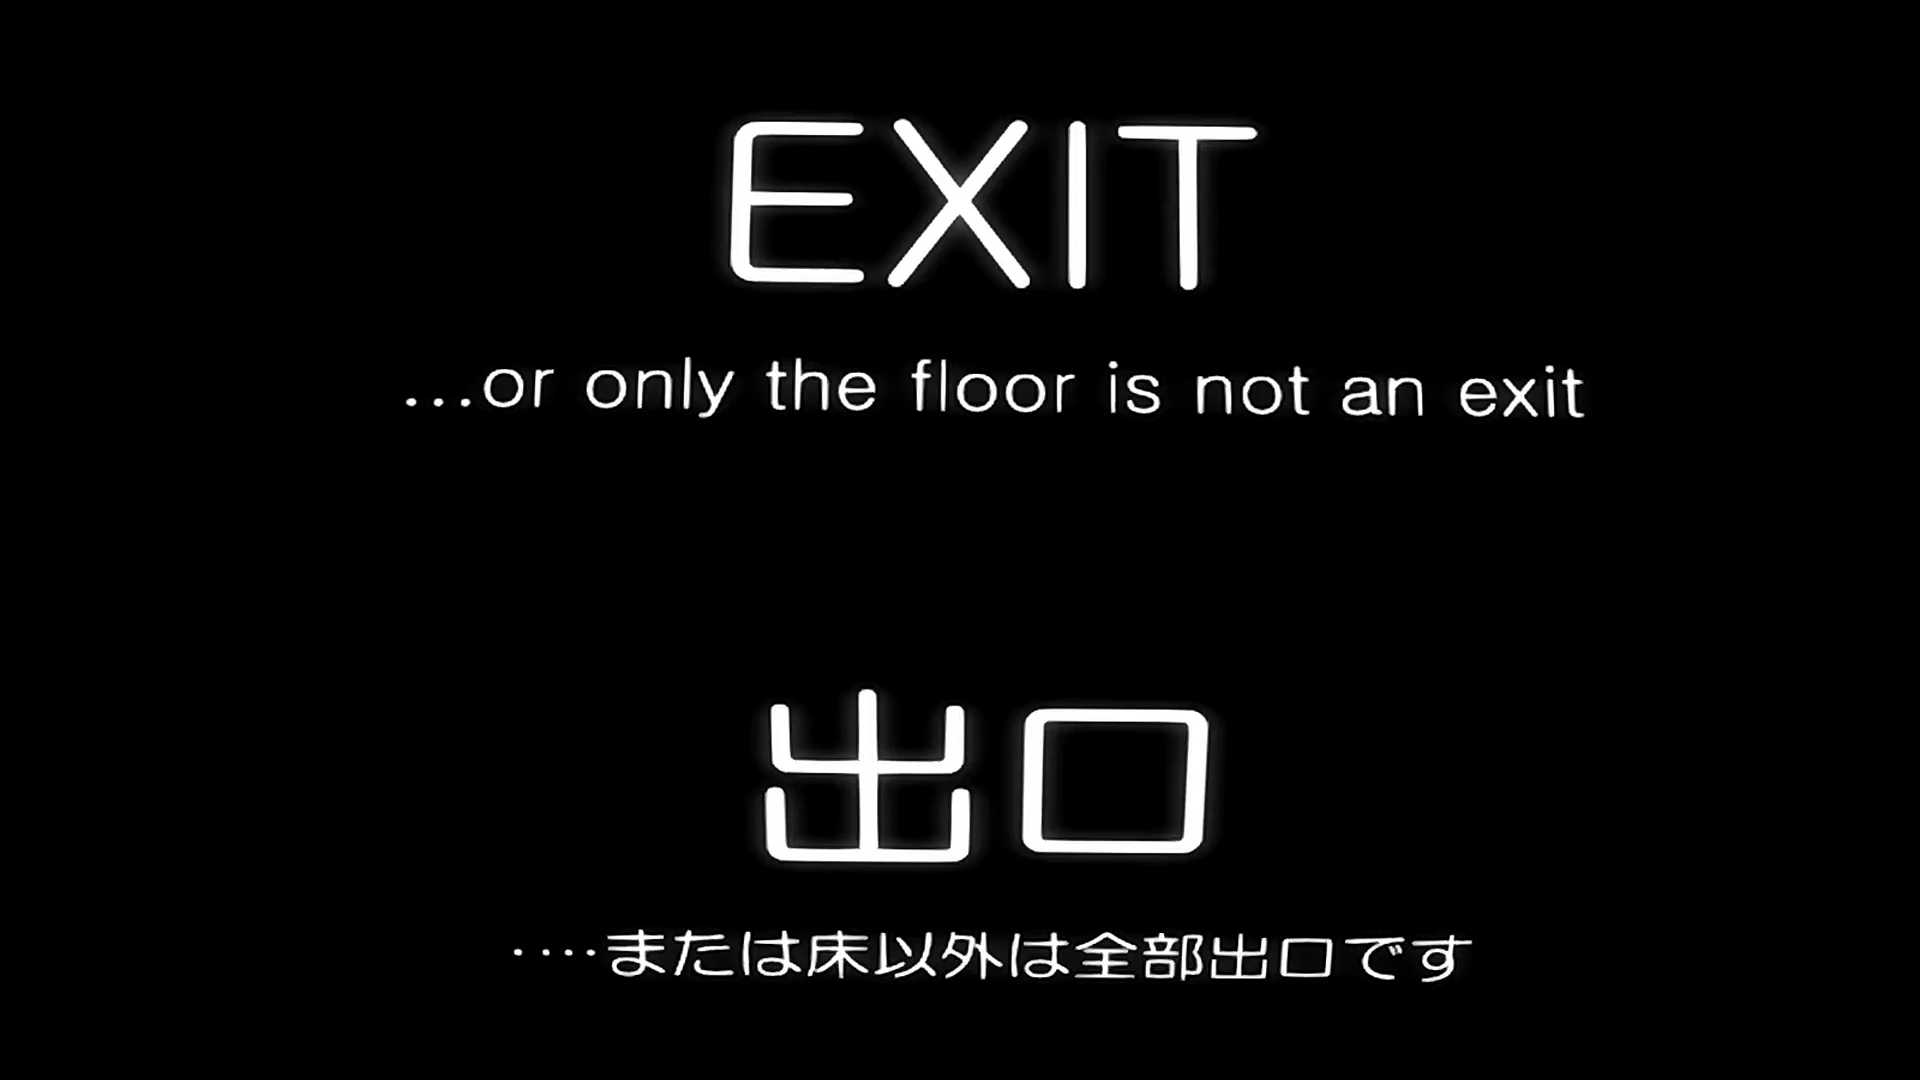 EXIT
...or only the floor is not an exit
出口
....または床以外は全部出口です